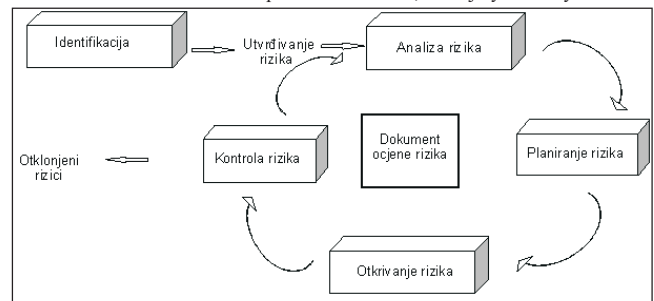 Identifikacija
Utvrđivanje
rizika
Analiza rizika
Dokument
ocjene rizika
Planiranje rizika
Kontrola rizika
Otklonjeni
rizici
Otkrivanje rizika